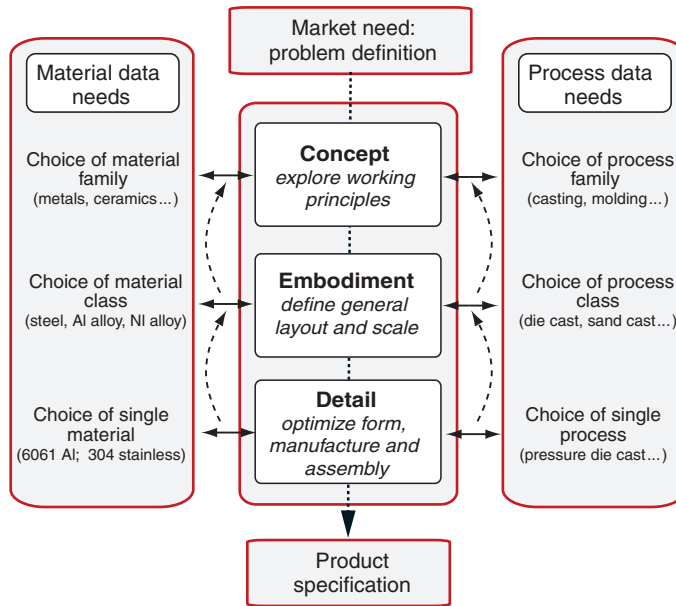 Market need:
problem definition
Material data
needs
Choice of material
family
(metals, ceramics...)
Choice of material
class
(steel, Al alloy, NI alloy)
Choice of single
material
(6061 Al; 304 stainless)
Concept
explore working
principles
Embodiment
define general
layout and scale
Detail
optimize form,
manufacture and
assembly
Process data
needs
Choice of process
family
(casting, molding...)
Choice of process
class
(die cast, sand cast...)
Choice of single
process
(pressure die cast...)
Product
specification